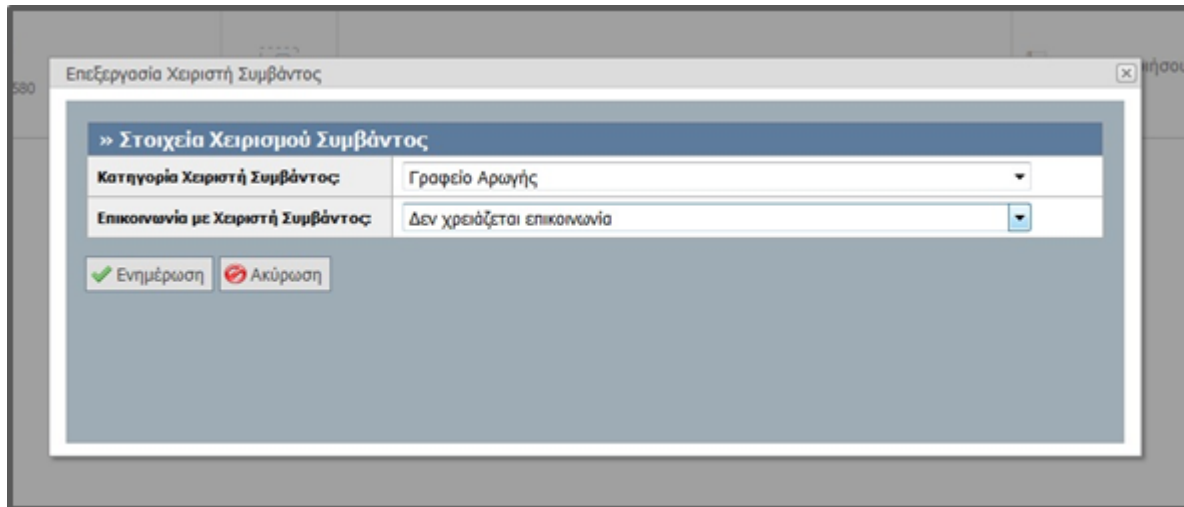 Επεξεργασία Χειριστή Συμβάντος
580
» Στοιχεία Χειρισμού Συμβάντος
Κατηγορία Χειριστή Συμβάντος: Γραφείο Αρωγής
Επικοινωνία με Χειριστή Συμβάντος: Δεν χρειάζεται επικοινωνία
Ενημέρωση Ακύρωση